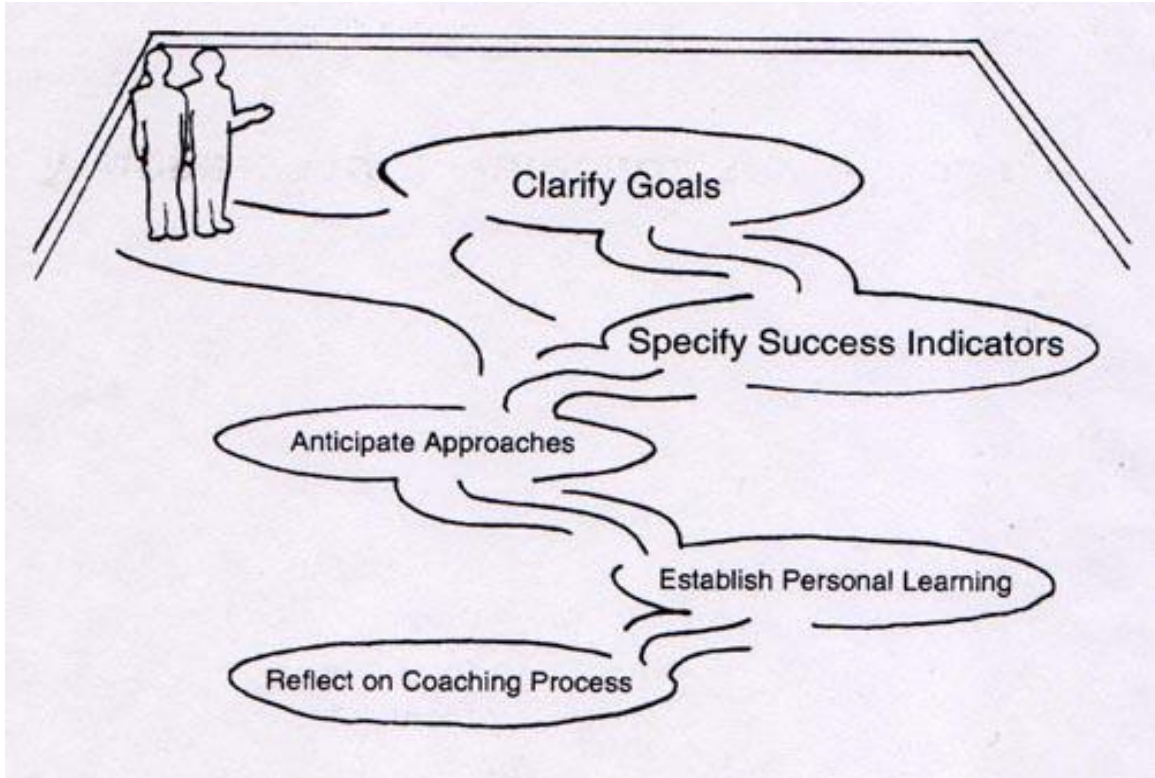 Clarify Goals
Specify Success Indicators
Anticipate Approaches
Establish Personal Learning
Reflect on Coaching Process